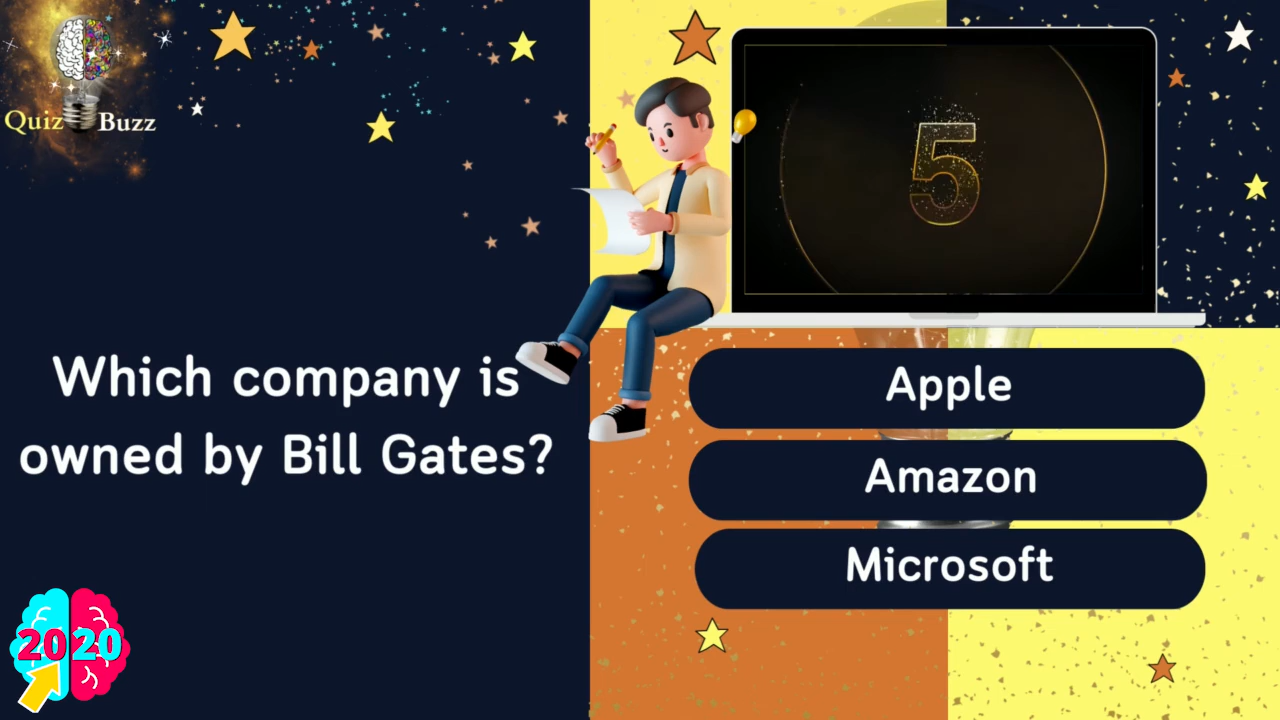 Quiz Buzz
5
Which company is
owned by Bill Gates?
Apple
Amazon
Microsoft
2020